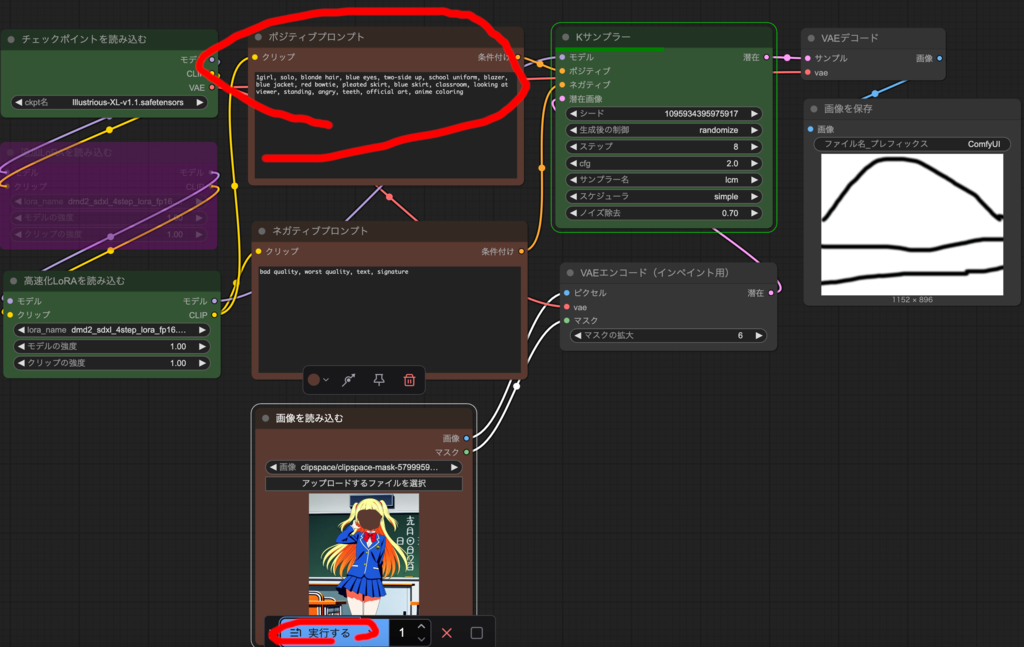 チェックポイントを読み込む
モデ
CLI
VAE
ckpt名 Illustrious-XL-v1.1.safetensors
を読み込む
モデル
モデル
クリップ
CLI
lora_name dmd2_sdxl_4step_lora_fp16
モデルの強度
クリップの強度 1.00
高速化LoRAを読み込む
モデル
モデル
クリップ
CLIP
lora_name dmd2_sdxl_4step_lora_fp16....
モデルの強度 1.00
クリップの強度 1.00
ポジティブプロンプト
クリップ
条件付け
1girl, solo, blonde hair, blue eyes, two-side up, school uniform, blazer,
blue jacket, red bowtie, pleated skirt, blue skirt, classroom, looking at
viewer, standing, angry, teeth, official art, anime coloring
ネガティブプロンプト
クリップ
条件付け
bad quality, worst quality, text, signature
画像を読み込む
画像
マスク
画像 clipspace/clipspace-mask-5799959...
アップロードするファイルを選択
実行する
1
Kサンプラー
モデル
潜在
ポジティブ
ネガティブ
潜在画像
シード 1095934395975917
生成後の制御 randomize
ステップ 8
cfg 2.0
サンプラー名 lcm
スケジューラ simple
ノイズ除去 0.70
VAEエンコード（インペイント用）
ピクセル
潜在
vae
マスク
マスクの拡大 6
VAEデコード
サンプル
画像
vae
画像を保存
画像
ファイル名_プレフィックス ComfyUI
1152 × 896